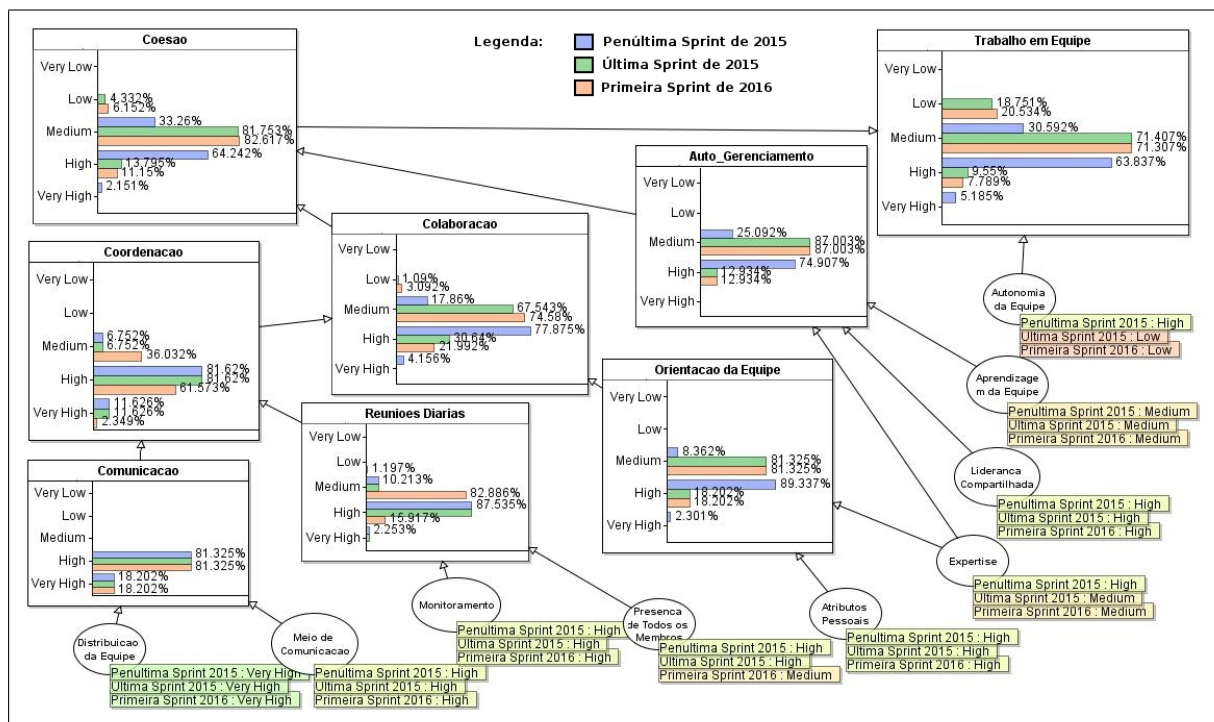 Legenda:
Penúltima Sprint de 2015
Última Sprint de 2015
Primeira Sprint de 2016
Coesao
Very Low
Low
4.332%
6.152%
Medium
33.26%
81.753%
82.617%
High
64.242%
13.795%
11.15%
Very High
2.151%
Trabalho em Equipe
Very Low
Low
18.751%
20.534%
Medium
30.592%
71.407%
71.307%
High
63.837%
9.55%
7.789%
Very High
5.185%
Auto_Gerenciamento
Very Low
Low
Medium
25.092%
87.003%
87.003%
High
74.907%
12.934%
12.934%
Very High
Colaboracao
Very Low
Low
1.09%
3.092%
Medium
17.86%
67.543%
74.58%
High
77.875%
30.64%
21.992%
Very High
4.156%
Coordenacao
Very Low
Low
Medium
6.752%
6.752%
36.032%
High
81.62%
81.62%
61.573%
Very High
11.626%
11.626%
2.349%
Orientacao da Equipe
Very Low
Low
Medium
8.362%
81.325%
81.325%
High
89.337%
18.202%
18.202%
Very High
2.301%
Reunioes Diarias
Very Low
Low
1.197%
Medium
10.213%
82.886%
High
87.535%
15.917%
Very High
2.253%
Comunicacao
Very Low
Low
Medium
High
81.325%
81.325%
Very High
18.202%
18.202%
Autonomia
da Equipe
Penultima Sprint 2015 : High
Ultima Sprint 2015 : Low
Primeira Sprint 2016 : Low
Aprendizage
m da Equipe
Penultima Sprint 2015 : Medium
Ultima Sprint 2015 : Medium
Primeira Sprint 2016 : Medium
Lideranca
Compartilhada
Penultima Sprint 2015 : High
Ultima Sprint 2015 : High
Primeira Sprint 2016 : High
Expertise
Penultima Sprint 2015 : High
Ultima Sprint 2015 : Medium
Primeira Sprint 2016 : Medium
Atributos
Pessoais
Penultima Sprint 2015 : High
Ultima Sprint 2015 : High
Primeira Sprint 2016 : High
Presenca
de Todos os
Membros
Penultima Sprint 2015 : High
Ultima Sprint 2015 : High
Primeira Sprint 2016 : Medium
Monitoramento
Penultima Sprint 2015 : High
Ultima Sprint 2015 : High
Primeira Sprint 2016 : High
Meio de
Comunicacao
Penultima Sprint 2015 : High
Ultima Sprint 2015 : High
Primeira Sprint 2016 : High
Distribuicao
da Equipe
Penultima Sprint 2015 : Very High
Ultima Sprint 2015 : Very High
Primeira Sprint 2016 : Very High